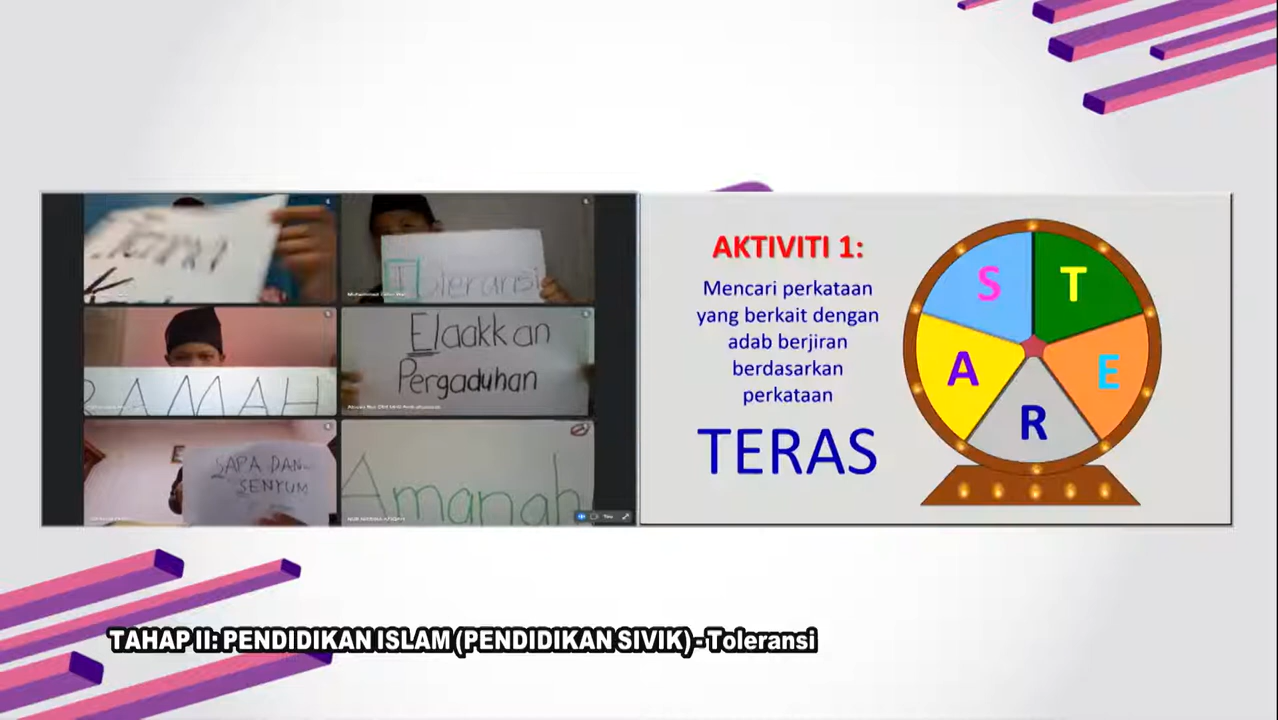 Toleransi
RAMAH
Elaakkan
Pergaduhan
SAPA DAN
SENYUM
Amanah
AKTIVITI 1:
Mencari perkataan
yang berkait dengan
adab berjiran
berdasarkan
perkataan
TERAS
S
T
A
E
R
TAHAP II: PENDIDIKAN ISLAM (PENDIDIKAN SIVIK) - Toleransi